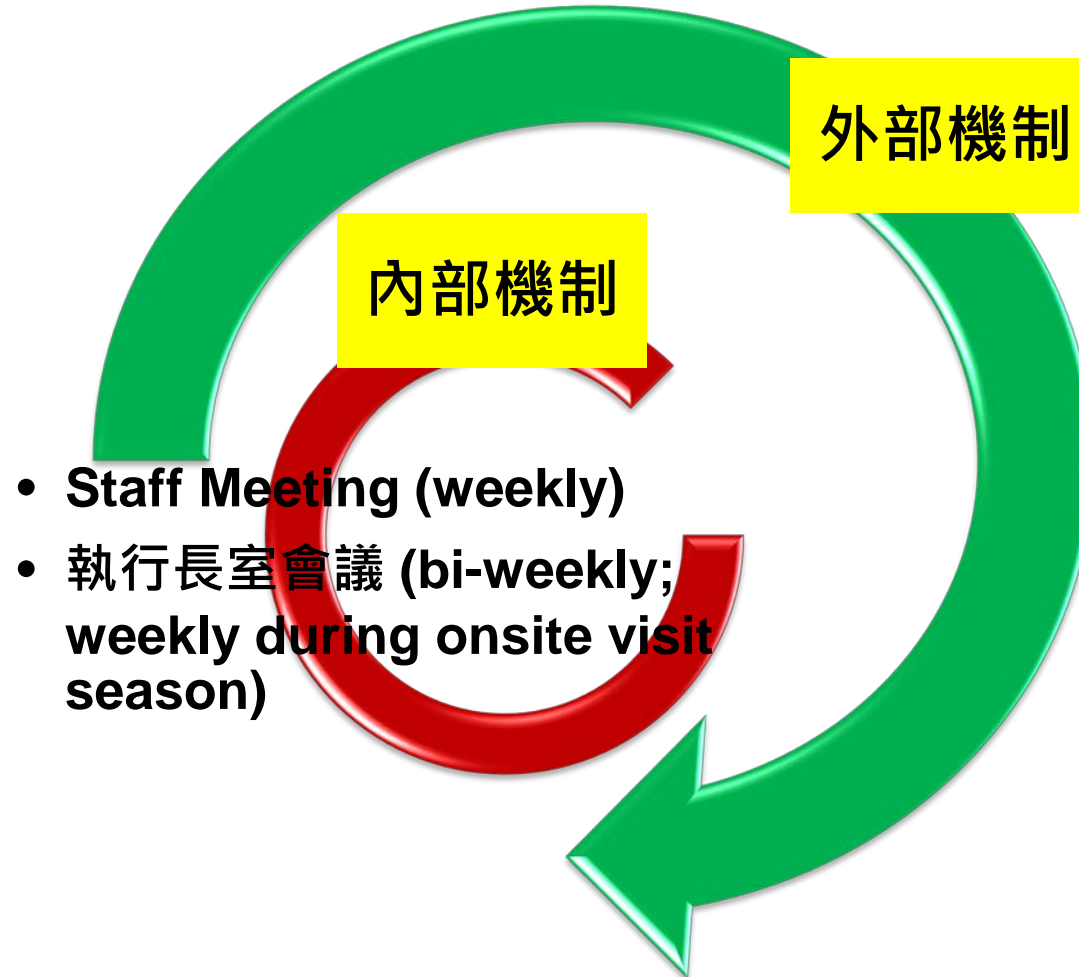 外部機制
內部機制
• Staff Meeting (weekly)
• 執行長室會議 (bi-weekly;
weekly during onsite visit
season)